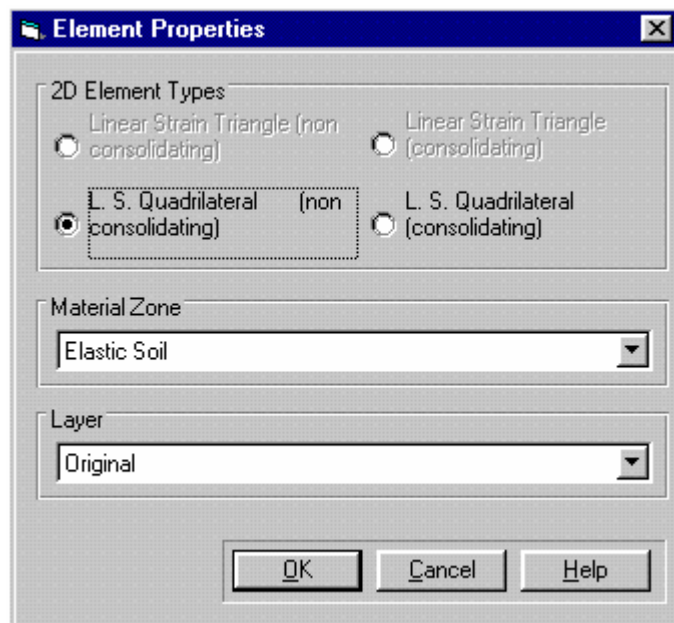 Element Properties
2D Element Types
Linear Strain Triangle (non
consolidating)
Linear Strain Triangle
(consolidating)
L. S. Quadrilateral (non
consolidating)
L. S. Quadrilateral
(consolidating)
Material Zone
Elastic Soil
Layer
Original
OK Cancel Help